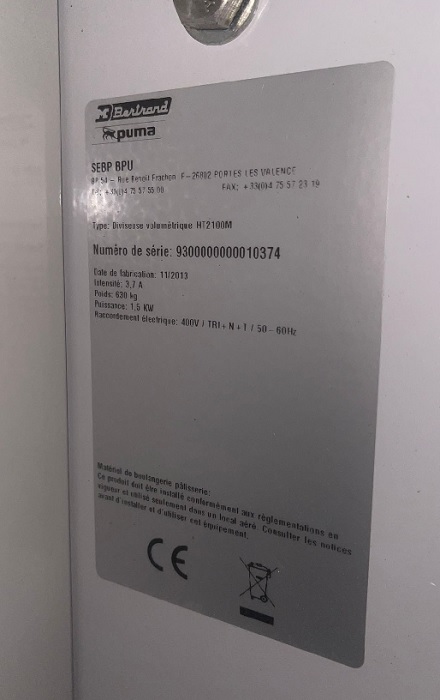 Bertrand
puma
SEBP BPU
Rue Benoit Frachon F-26802 PORTES LES VALENCE
FAX: +33(0)4 75 57 23 19
Type: Diviseuse volumétrique HT2100M
Numéro de série: 9300000000010374
Date de fabrication: 11/2013
Intensité: 3,7 A
Poids: 620 kg
Puissance: 1,5 KW
Raccordement électrique: 400V / TRI + N + T / 50 - 60Hz
Matériel de boulangerie pâtisserie:
Ce produit doit être installé conformément aux réglementations en
vigueur et utilisé seulement dans un local aéré. Consulter les notices
avant d'installer et d'utiliser cet équipement.
CE